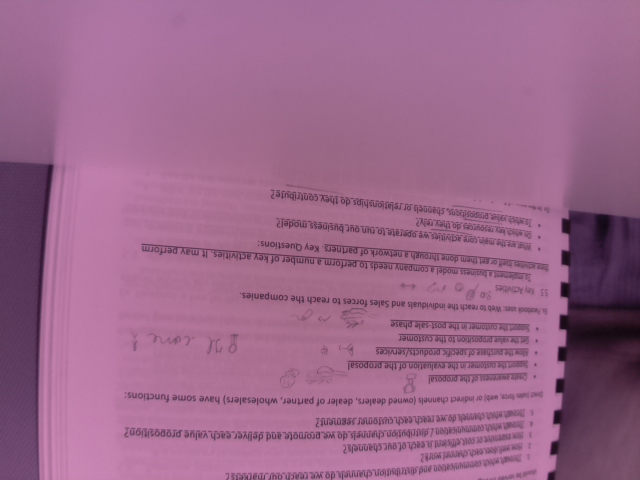 Through which communication and distribution channels do we reach our markets?
1. Through which channels work?
2. How well does each channel work?
3. How expensive or cost efficient is each of our channels?
4. Through which communication / distribution channels do we promote and deliver each value proposition?
5. Through which channels do we reach each customer segment?
Direct (sales force, web) or indirect channels (owned dealers, dealer of partner, wholesalers) have some functions:
• Create awareness of the proposal
• Support the customer in the evaluation of the proposal
• Allow the purchase of specific products/services
• Get the value proposition to the customer
• Support the customer in the post-sale phase
Ex Facebook uses: Web to reach the individuals and Sales forces to reach the companies.
5.5 Key Activities
To implement a business model a company needs to perform a number of key activities. It may perform
these activities itself or get them done through a network of partners. Key Questions:
• What are the main core activities we operate to run our business model?
• On which key resources do they rely?
• To which value propositions, channels or relationships do they contribute?